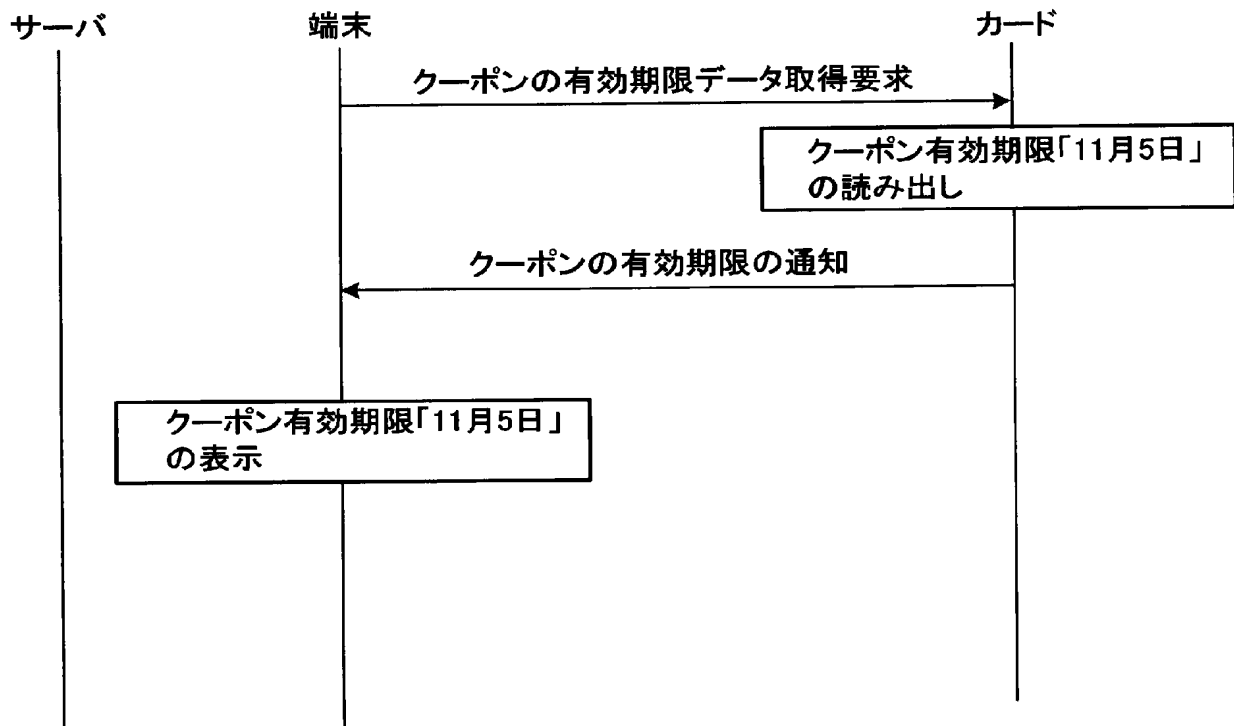 サーバ
端末
カード
クーポンの有効期限データ取得要求
クーポン有効期限「11月5日」
の読み出し
クーポンの有効期限の通知
クーポン有効期限「11月5日」
の表示